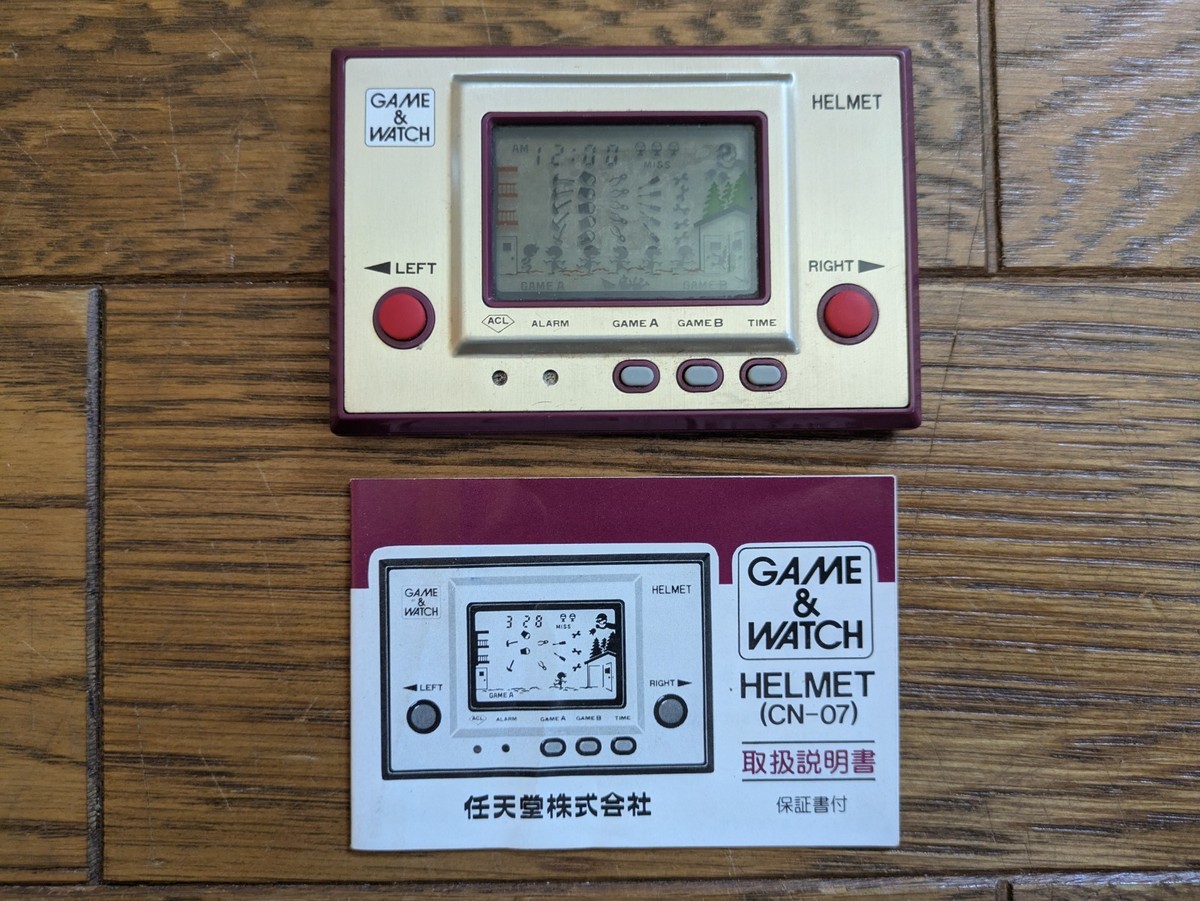 GAME
&
WATCH
HELMET
AM 12:00
MISS
◀LEFT
RIGHT▶
GAME A
GAME B
ACL ALARM GAME A GAME B TIME
GAME
&
WATCH
HELMET
3 28
MISS
GAME A
◀LEFT
RIGHT▶
ACL ALARM GAME A GAME B TIME
任天堂株式会社
GAME
&
WATCH
HELMET
(CN-07)
取扱説明書
保証書付